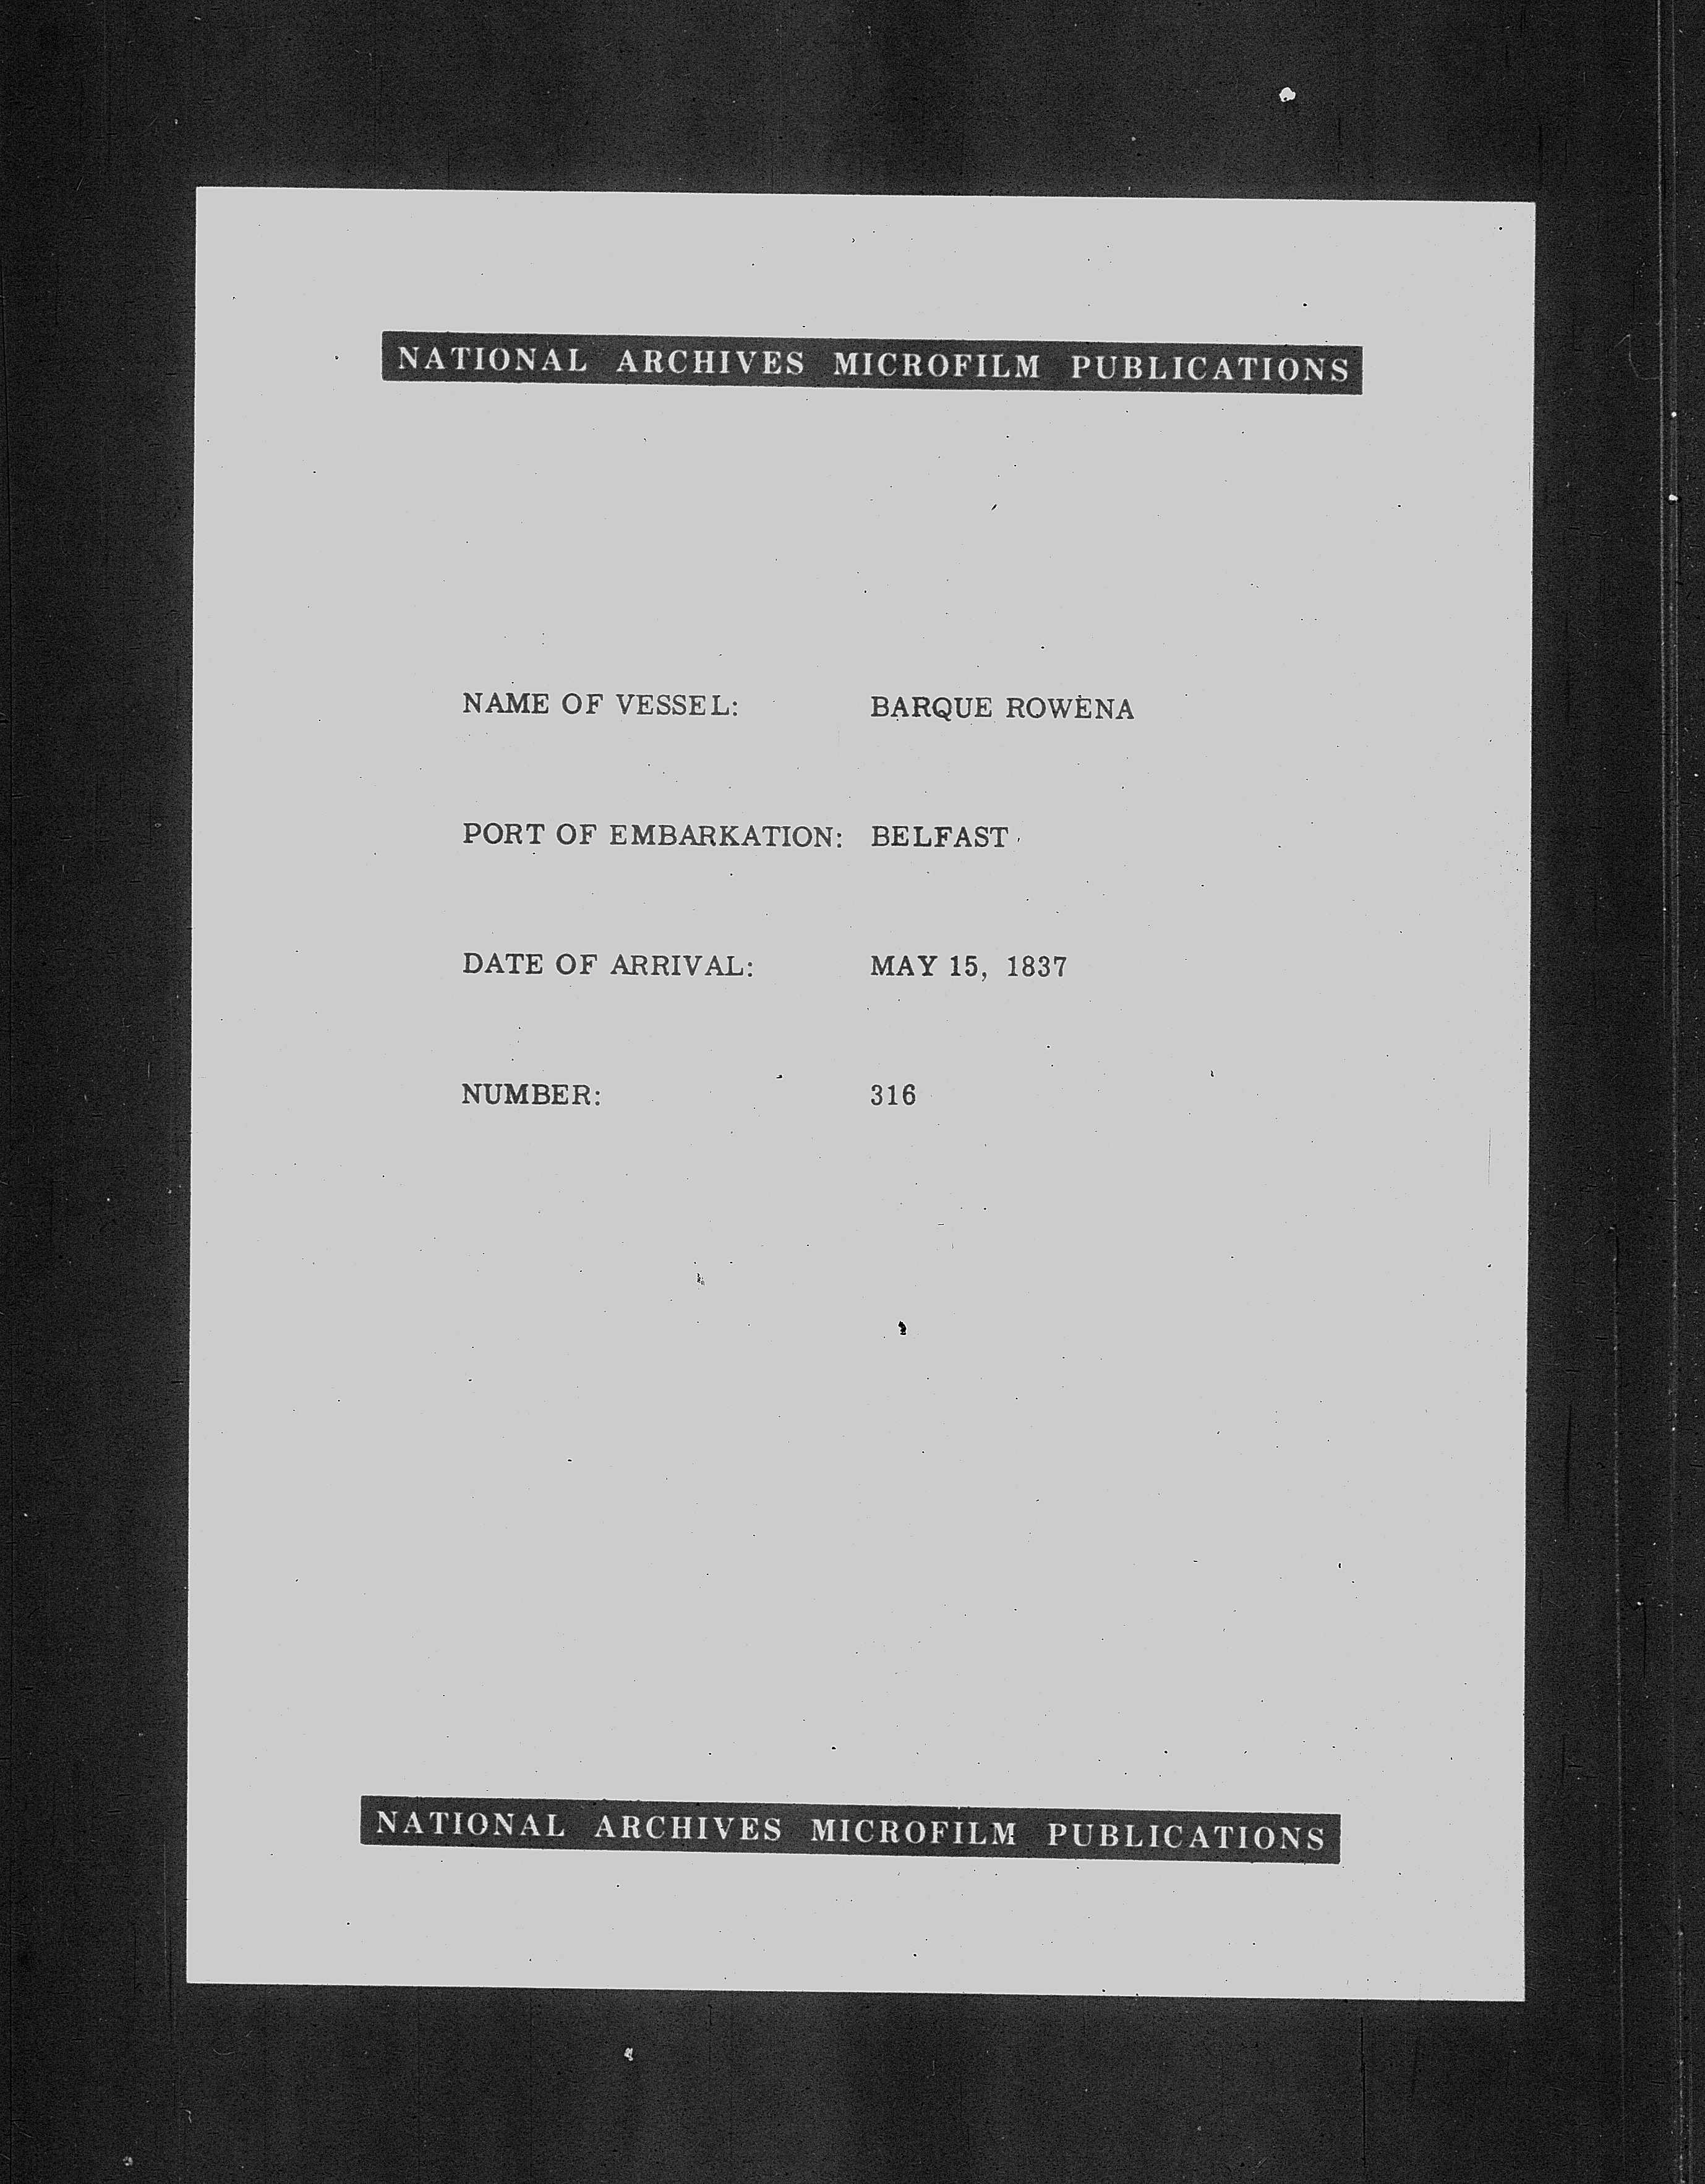 NATIONAL ARCHIVES MICROFILM PUBLICATIONS
NAME OF VESSEL: BARQUE ROWENA
PORT OF EMBARKATION: BELFAST
DATE OF ARRIVAL: MAY 15, 1837
NUMBER: 316
NATIONAL ARCHIVES MICROFILM PUBLICATIONS